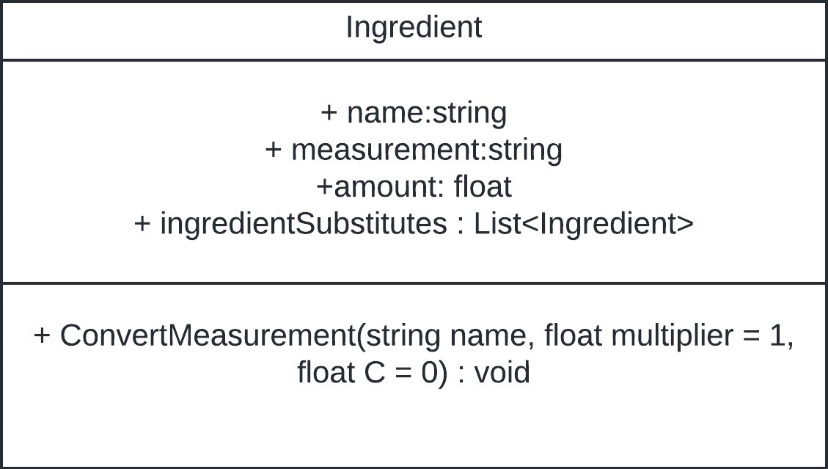 Ingredient
+ name:string
+ measurement:string
+amount: float
+ ingredientSubstitutes : List<Ingredient>
+ ConvertMeasurement(string name, float multiplier = 1,
float C = 0) : void